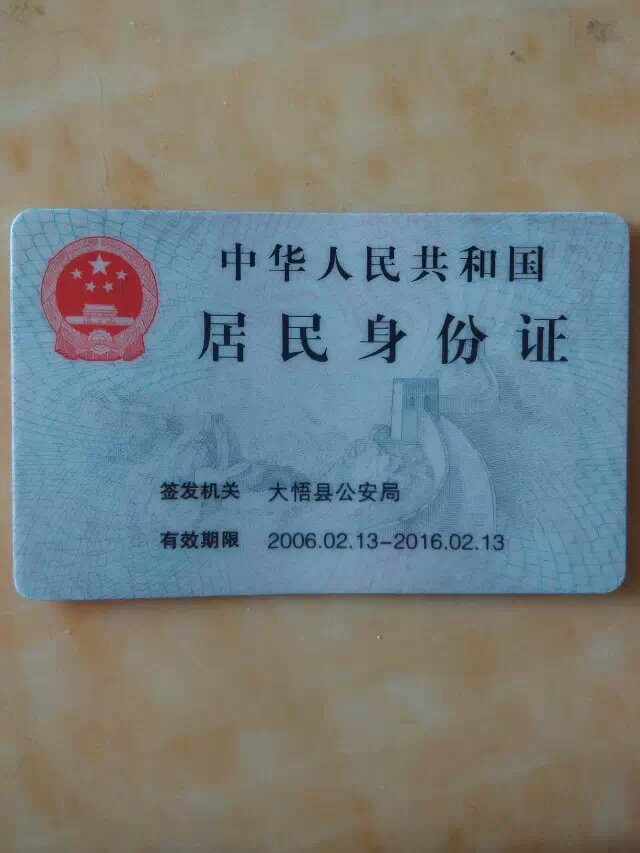 中华人民共和国
居民身份证
签发机关 大悟县公安局
有效期限 2006.02.13-2016.02.13